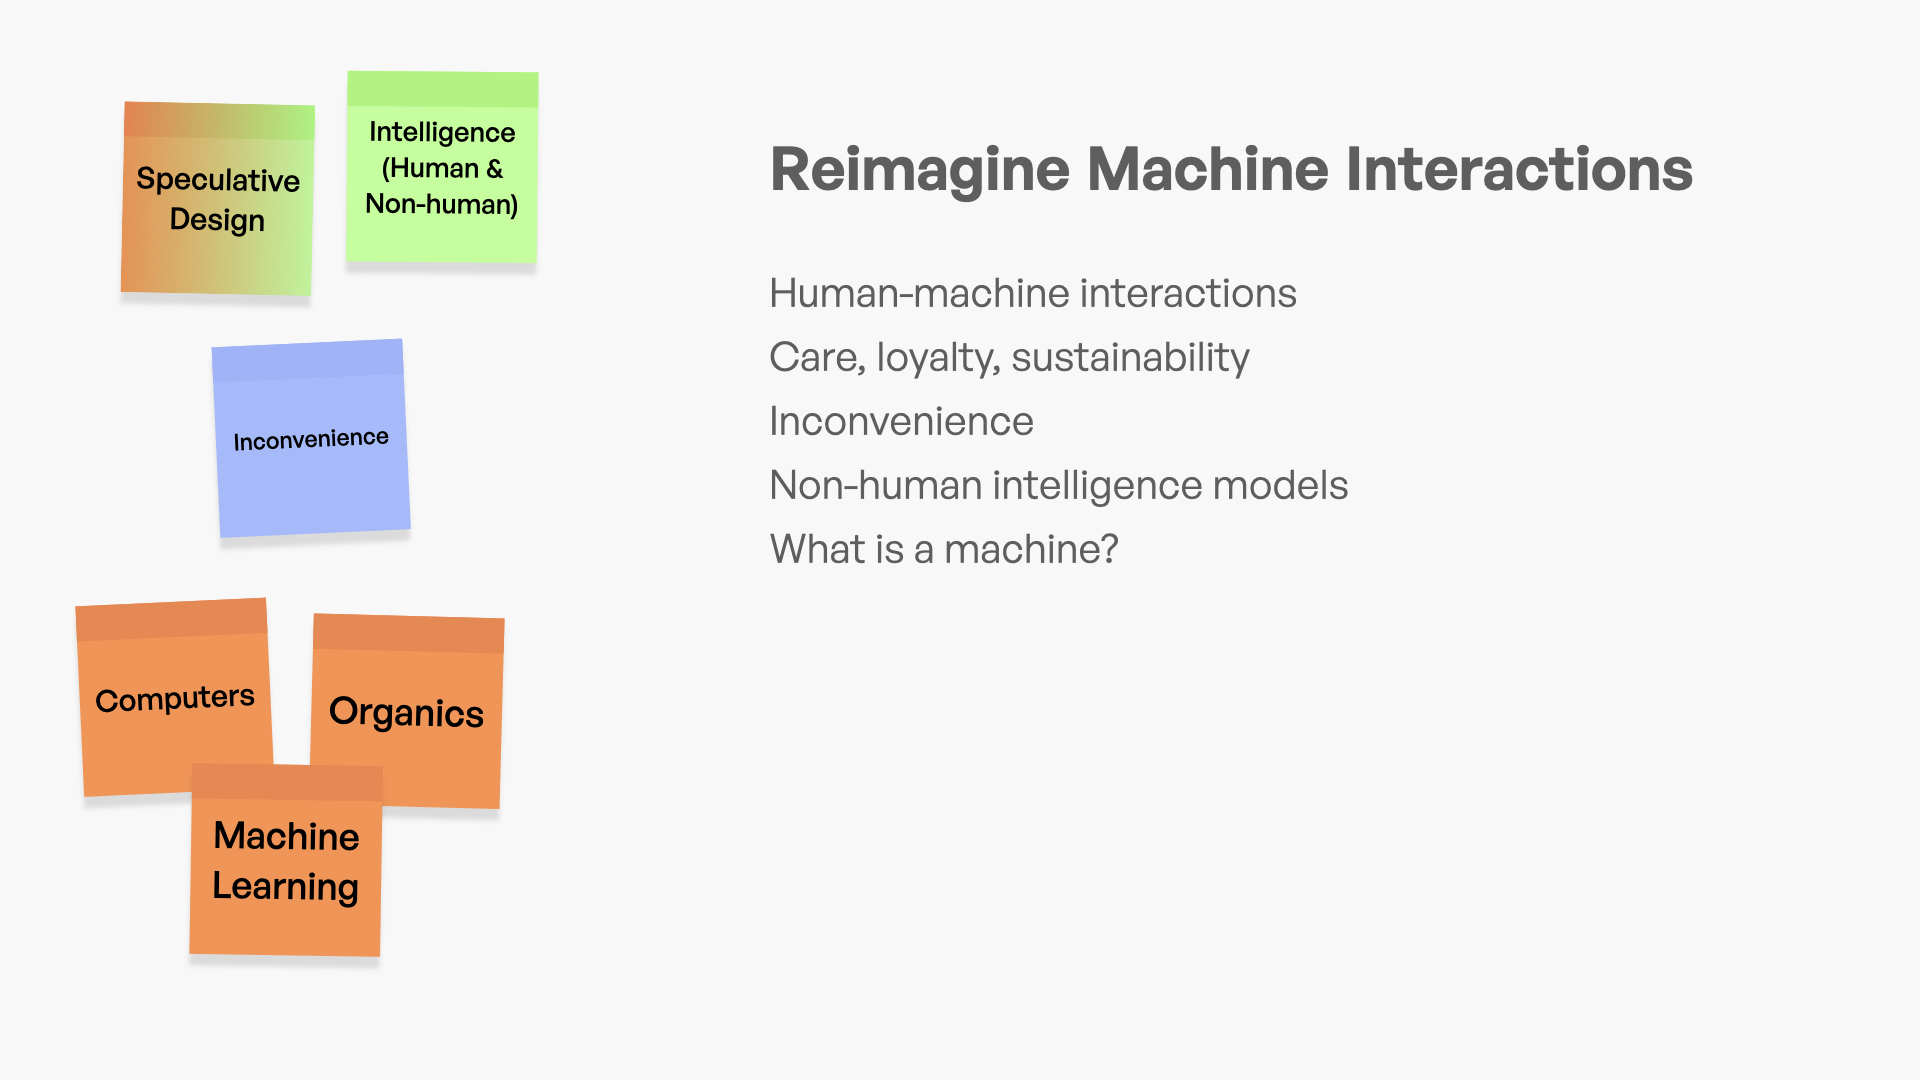 Speculative
Design
Intelligence
(Human &
Non-human)
Inconvenience
Computers
Organics
Machine
Learning
Reimagine Machine Interactions
Human-machine interactions
Care, loyalty, sustainability
Inconvenience
Non-human intelligence models
What is a machine?